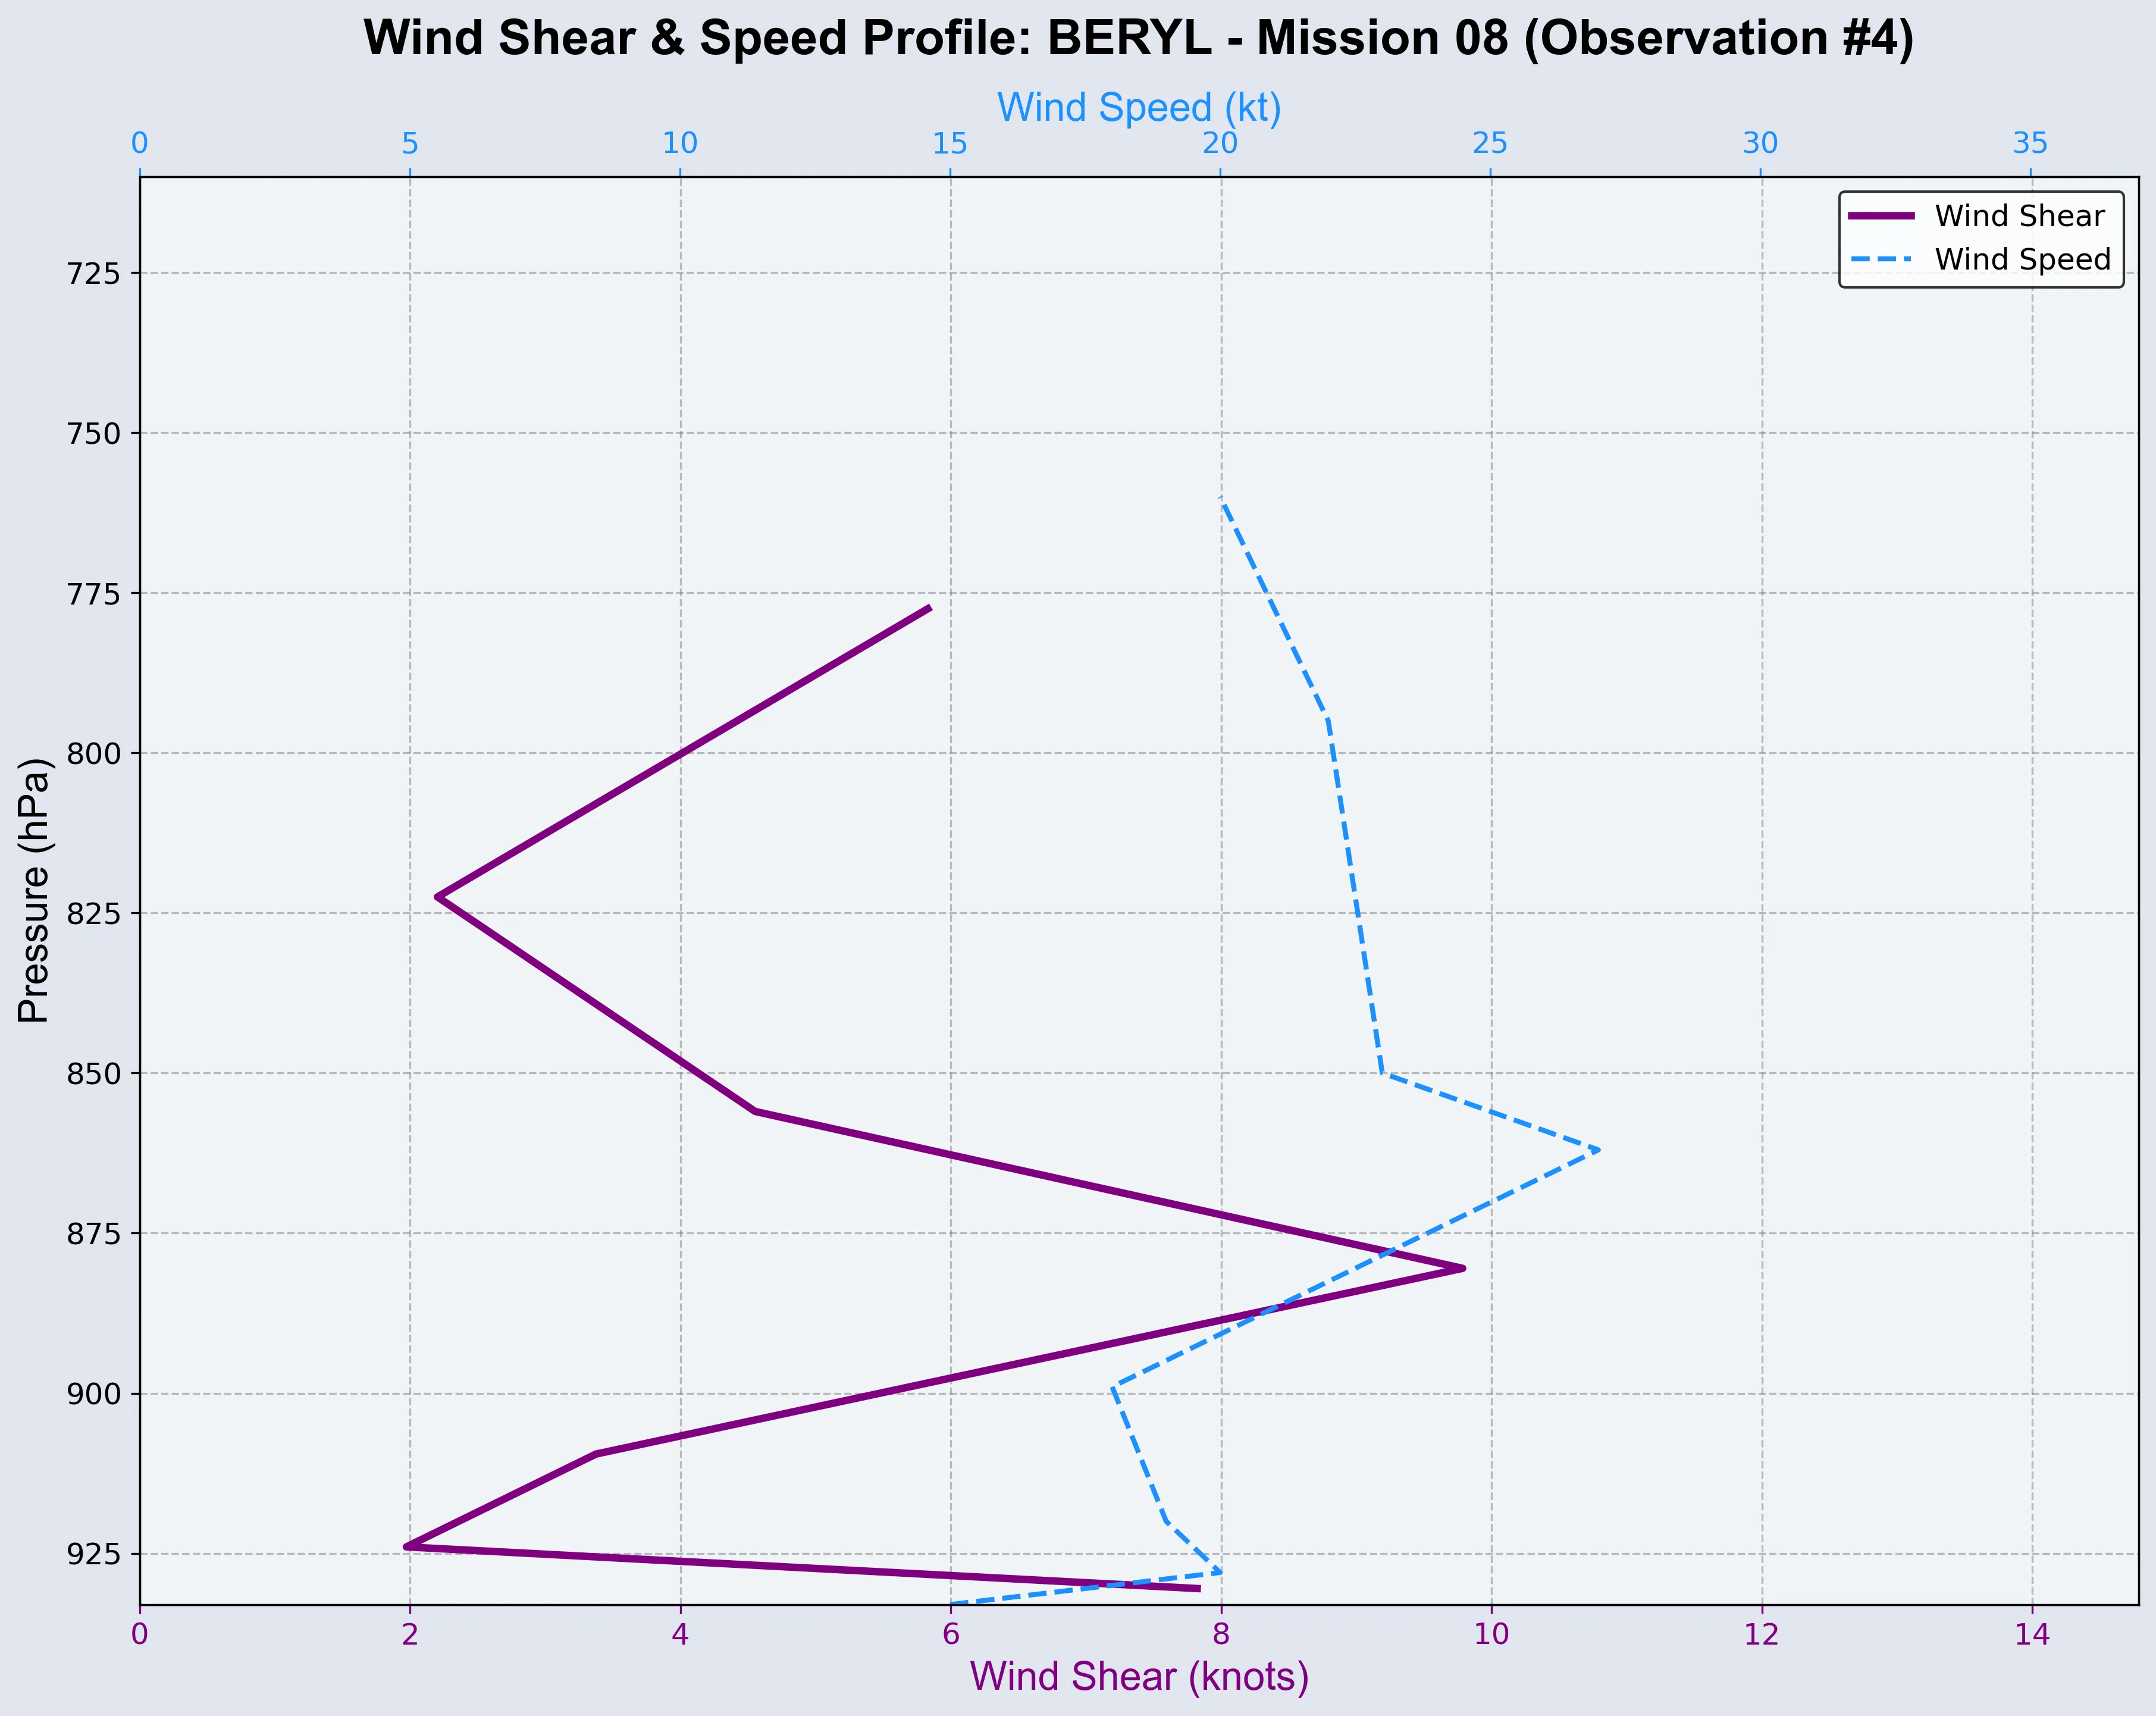 Wind Shear & Speed Profile: BERYL - Mission 08 (Observation #4)
Wind Speed (kt)
0 5 10 15 20 25 30 35
Wind Shear
Wind Speed
725
750
775
800
825
850
875
900
925
Pressure (hPa)
0 2 4 6 8 10 12 14
Wind Shear (knots)